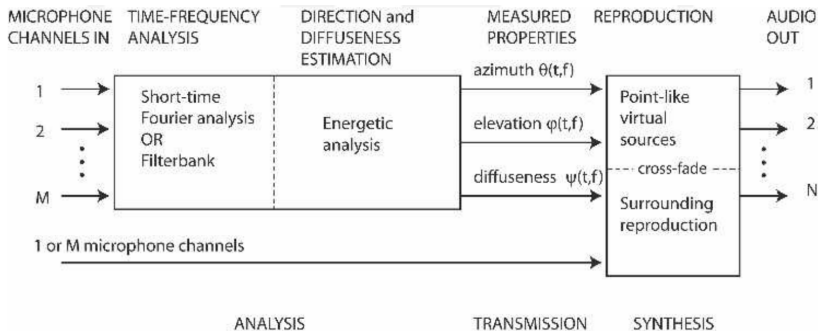 MICROPHONE CHANNELS IN
TIME-FREQUENCY ANALYSIS
DIRECTION and DIFFUSENESS ESTIMATION
MEASURED PROPERTIES
REPRODUCTION
AUDIO OUT
1
2
M
Short-time
Fourier analysis
OR
Filterbank
Energetic
analysis
azimuth θ(t,f)
elevation φ(t,f)
diffuseness ψ(t,f)
Point-like
virtual
sources
cross-fade
Surrounding
reproduction
1
2
N
1 or M microphone channels
ANALYSIS
TRANSMISSION
SYNTHESIS